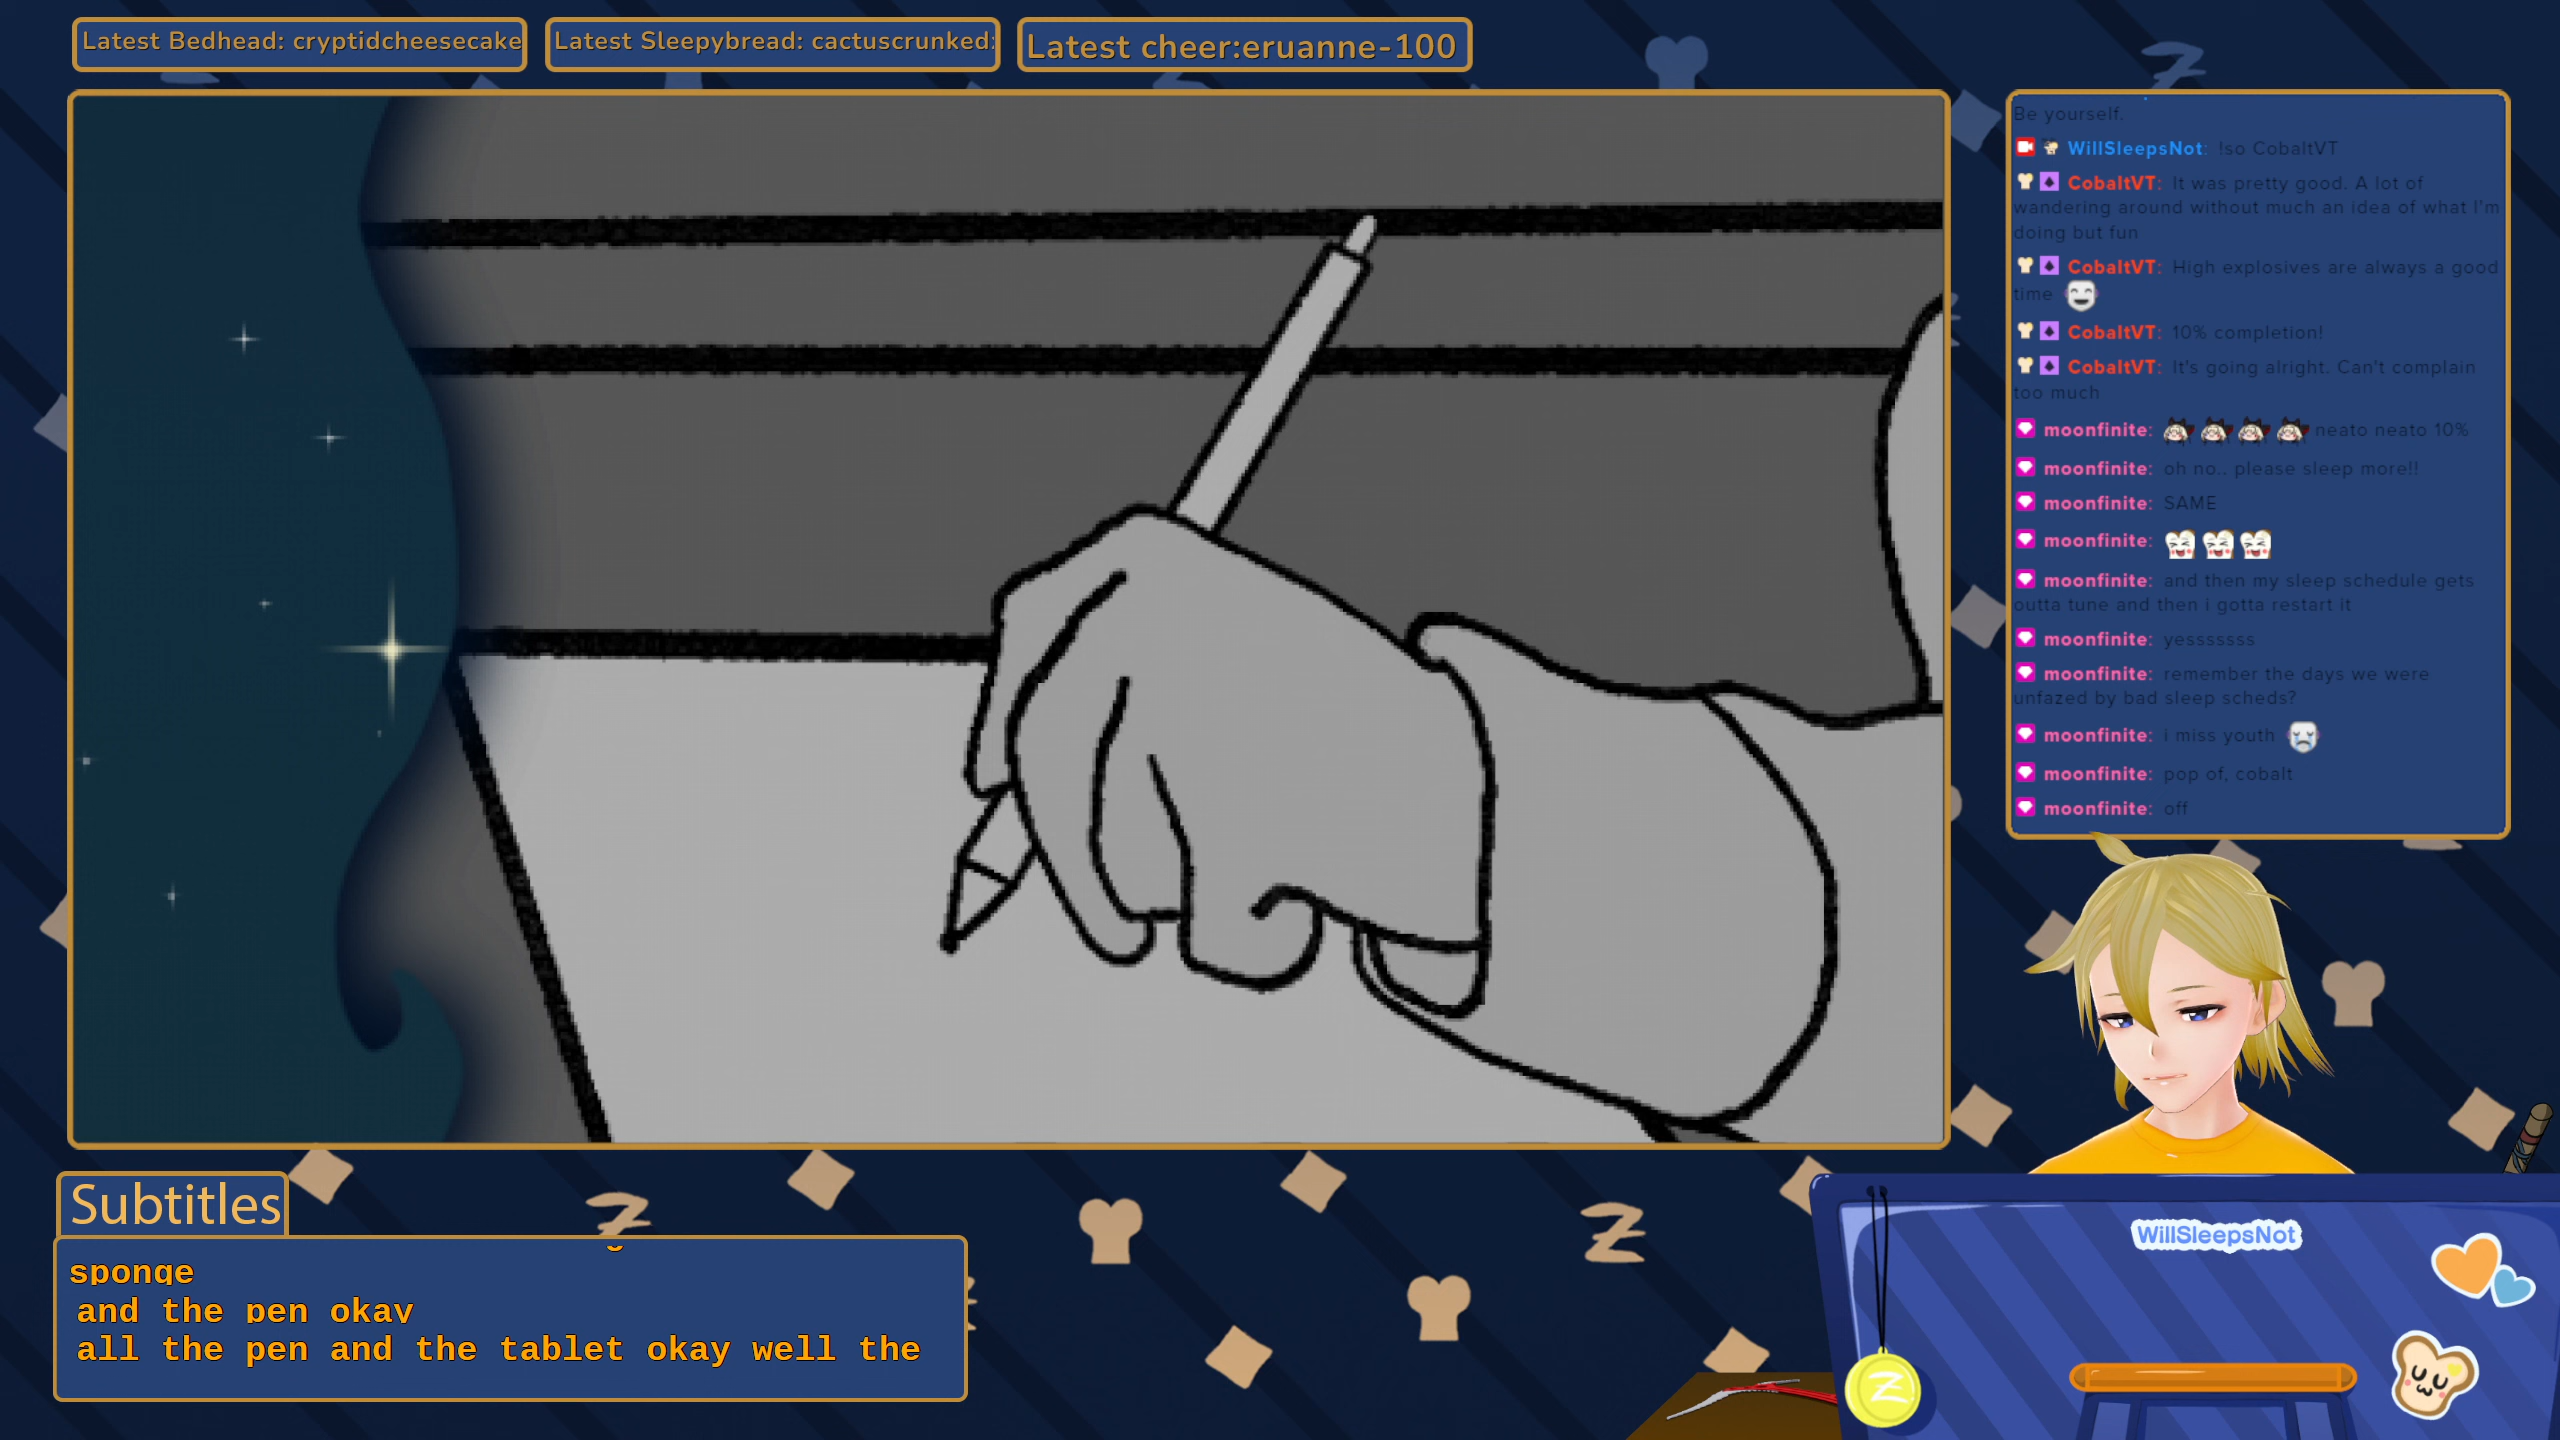 Latest Bedhead: cryptidcheesecake
Latest Sleepybread: cactuscrunked:
Latest cheer:eruanne-100
Be yourself.
WillSleepsNot: !so CobaltVT
CobaltVT: It was pretty good. A lot of
wandering around without much an idea of what I'm
doing but fun
CobaltVT: High explosives are always a good
time
CobaltVT: 10% completion!
CobaltVT: It's going alright. Can't complain
too much
moonfinite: neato neato 10%
moonfinite: oh no.. please sleep more!!
moonfinite: SAME
moonfinite:
moonfinite: and then my sleep schedule gets
outta tune and then i gotta restart it
moonfinite: yesssssss
moonfinite: remember the days we were
unfazed by bad sleep scheds?
moonfinite: i miss youth
moonfinite: pop of, cobalt
moonfinite: off
Subtitles
sponge
and the pen okay
all the pen and the tablet okay well the
WillSleepsNot
Z